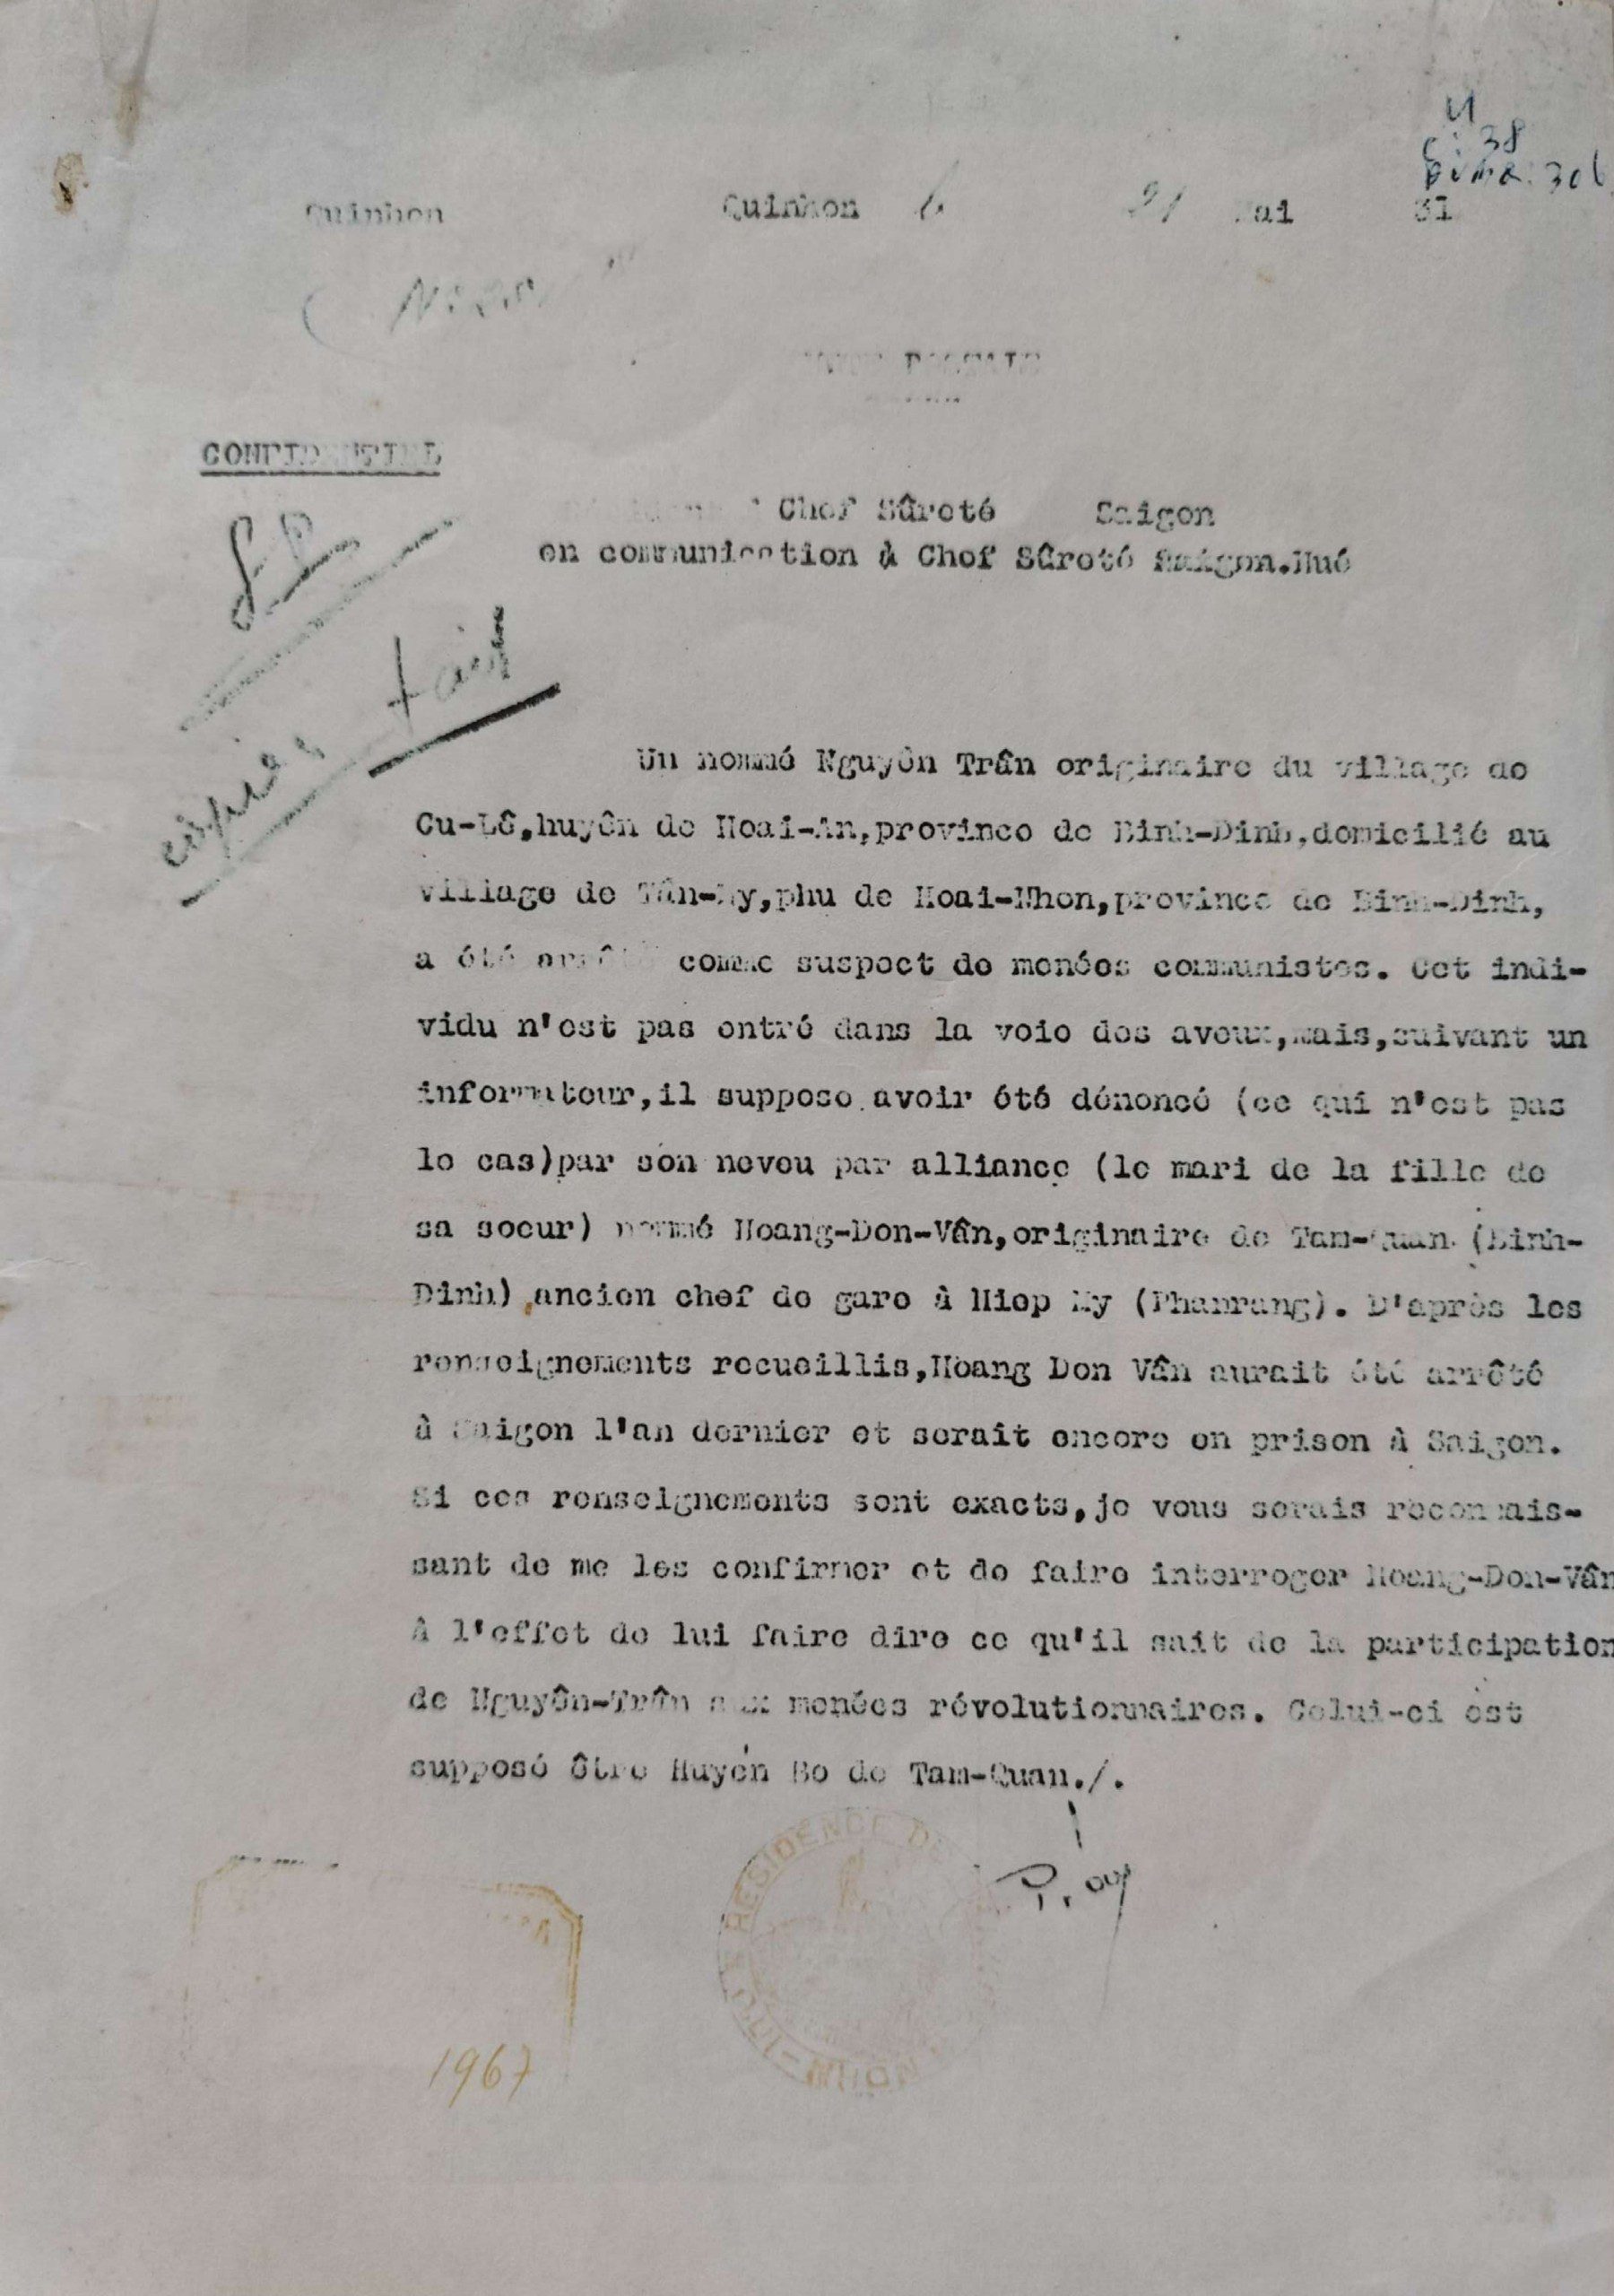 38
306
Quinhon Quinhon 21 Mai 31
CONFIDENTIEL
Chef Sûreté Saigon
en communication à Chef Sûreté Saigon.Hué
copies fait
Un nommé Nguyên Trân originaire du village de
Cu-Lê,huyên de Hoai-An,province de Binh-Dinh,domicilié au
village de Tân-My,phu de Hoai-Nhon,province de Binh-Dinh,
a été arrêté comme suspect de menées communistes. Cet indi-
vidu n'est pas entré dans la voie des aveux,mais,suivant un
informateur,il suppose avoir été dénoncé (ce qui n'est pas
le cas)par son neveu par alliance (le mari de la fille de
sa soeur) nommé Hoang-Don-Vân,originaire de Tam-Quan (Binh-
Dinh),ancien chef de gare à Hiep My (Phanrang). D'après les
renseignements recueillis,Hoang Don Vân aurait été arrêté
à Saigon l'an dernier et serait encore en prison à Saigon.
Si ces renseignements sont exacts,je vous serais reconnais-
sant de me les confirmer et de faire interroger Hoang-Don-Vân
à l'effet de lui faire dire ce qu'il sait de la participation
de Nguyên-Trân aux menées révolutionnaires. Celui-ci est
supposé être Huyen Bo de Tam-Quan./.
RESIDENCE DE
QUI-NHON
1967